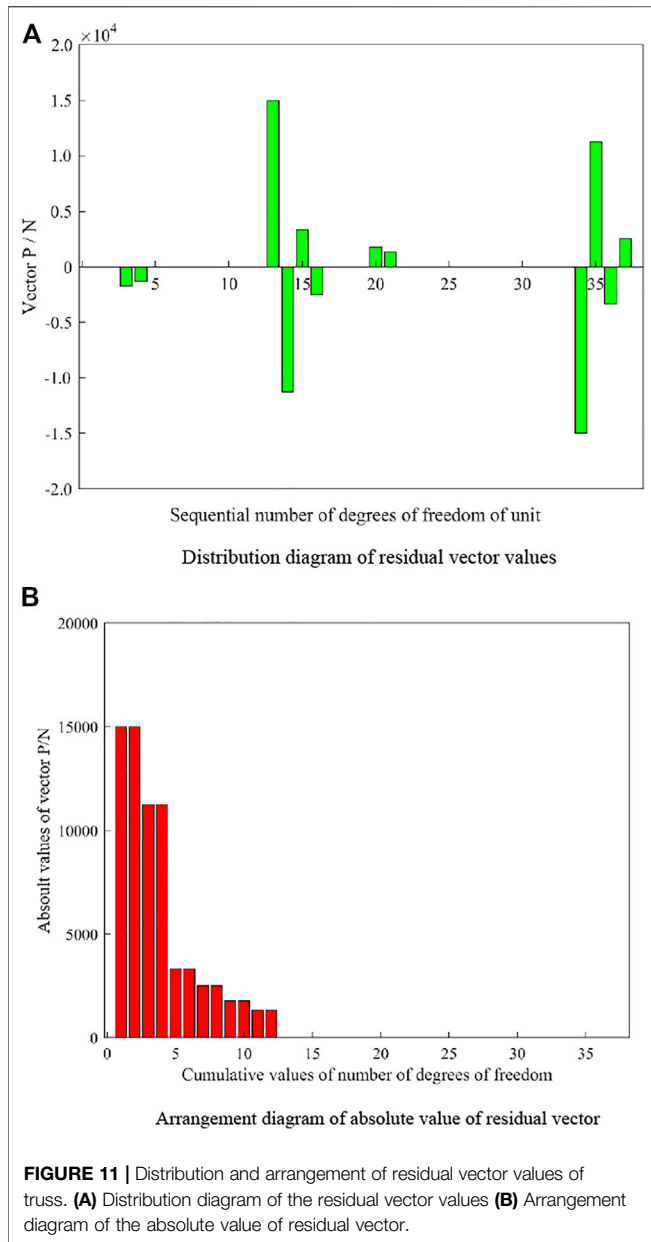 A
×10⁴
2.0
1.5
1.0
0.5
0
-0.5
-1.0
-1.5
-2.0
5 10 15 20 25 30 35
Vector P / N
Sequential number of degrees of freedom of unit
Distribution diagram of residual vector values
B
20000
15000
10000
5000
0
0 5 10 15 20 25 30 35
Absoult values of vector P/N
Cumulative values of number of degrees of freedom
Arrangement diagram of absolute value of residual vector
FIGURE 11 | Distribution and arrangement of residual vector values of
truss. (A) Distribution diagram of the residual vector values (B) Arrangement
diagram of the absolute value of residual vector.